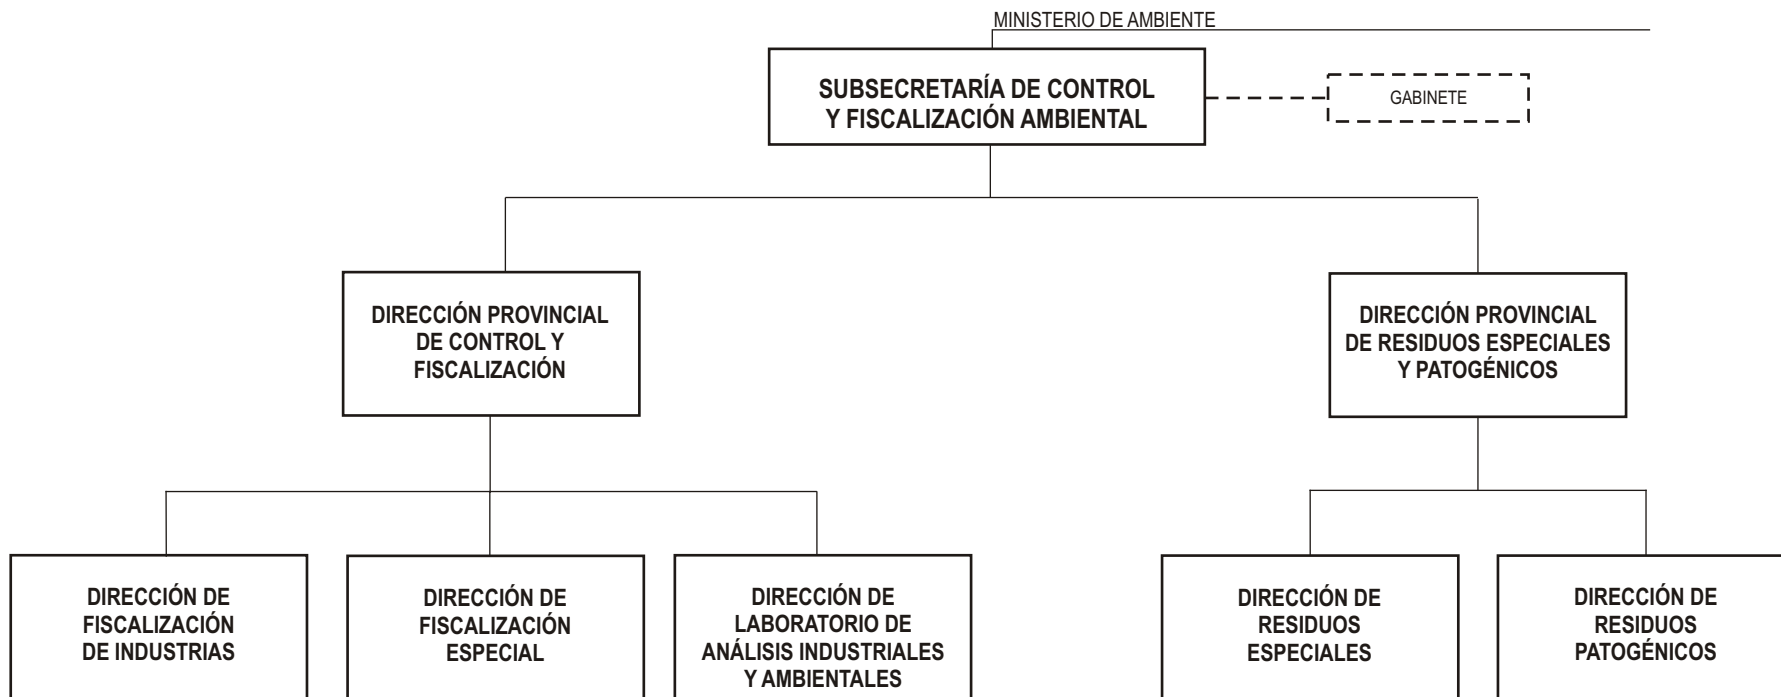 MINISTERIO DE AMBIENTE
SUBSECRETARÍA DE CONTROL
Y FISCALIZACIÓN AMBIENTAL
GABINETE
DIRECCIÓN PROVINCIAL
DE CONTROL Y
FISCALIZACIÓN
DIRECCIÓN PROVINCIAL
DE RESIDUOS ESPECIALES
Y PATOGÉNICOS
DIRECCIÓN DE
FISCALIZACIÓN
DE INDUSTRIAS
DIRECCIÓN DE
FISCALIZACIÓN
ESPECIAL
DIRECCIÓN DE
LABORATORIO DE
ANÁLISIS INDUSTRIALES
Y AMBIENTALES
DIRECCIÓN DE
RESIDUOS
ESPECIALES
DIRECCIÓN DE
RESIDUOS
PATOGÉNICOS